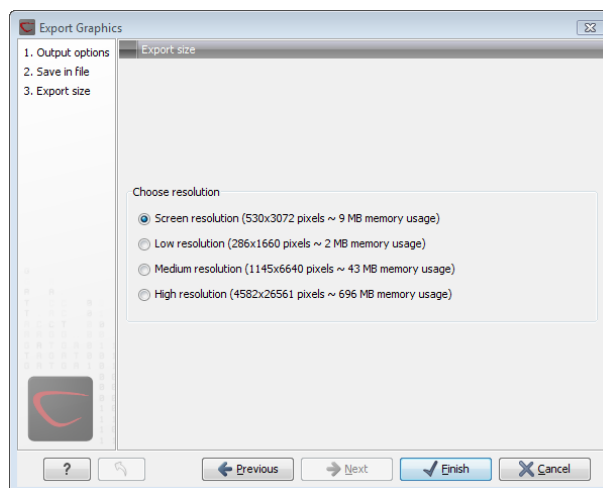 Export Graphics
1. Output options
2. Save in file
3. Export size
Export size
Choose resolution
Screen resolution (530x3072 pixels ~ 9 MB memory usage)
Low resolution (286x1660 pixels ~ 2 MB memory usage)
Medium resolution (1145x6640 pixels ~ 43 MB memory usage)
High resolution (4582x26561 pixels ~ 696 MB memory usage)
?
Previous
Next
Finish
Cancel